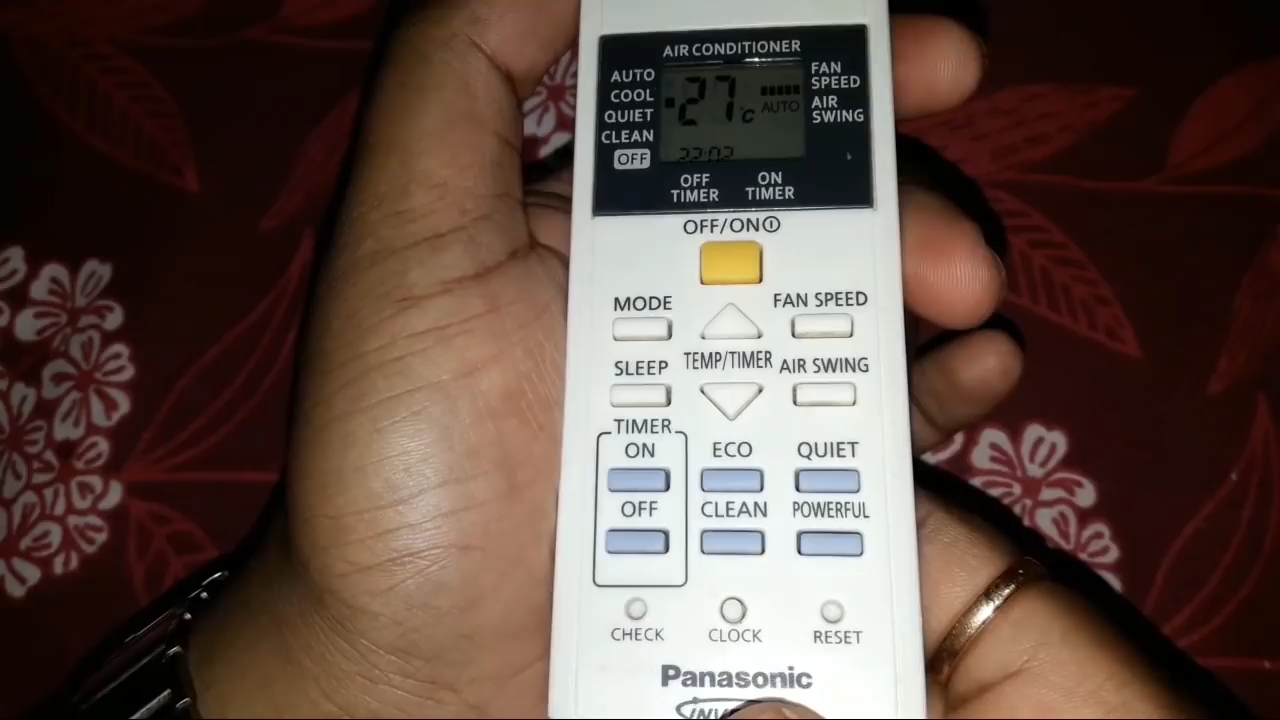 AIR CONDITIONER
AUTO
COOL
QUIET
CLEAN
OFF
27°C
AUTO
22:02
FAN
SPEED
AIR
SWING
OFF
TIMER
ON
TIMER
OFF/ON
MODE
FAN SPEED
SLEEP
TEMP/TIMER
AIR SWING
TIMER
ON
ECO
QUIET
OFF
CLEAN
POWERFUL
CHECK
CLOCK
RESET
Panasonic